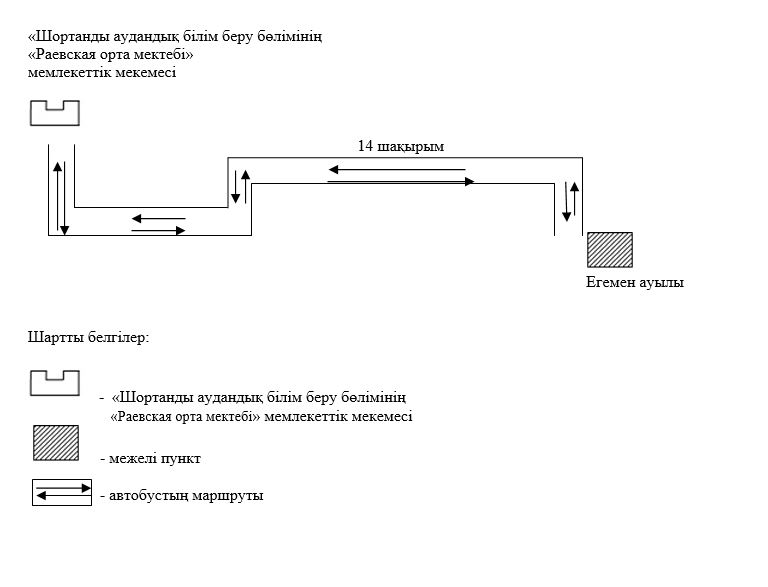 «Шортанды аудандық білім беру бөлімінің
«Раевская орта мектебі»
мемлекеттік мекемесі
14 шақырым
Егемен ауылы
Шартты белгілер:
- «Шортанды аудандық білім беру бөлімінің
«Раевская орта мектебі» мемлекеттік мекемесі
- межелі пункт
- автобустың маршруты